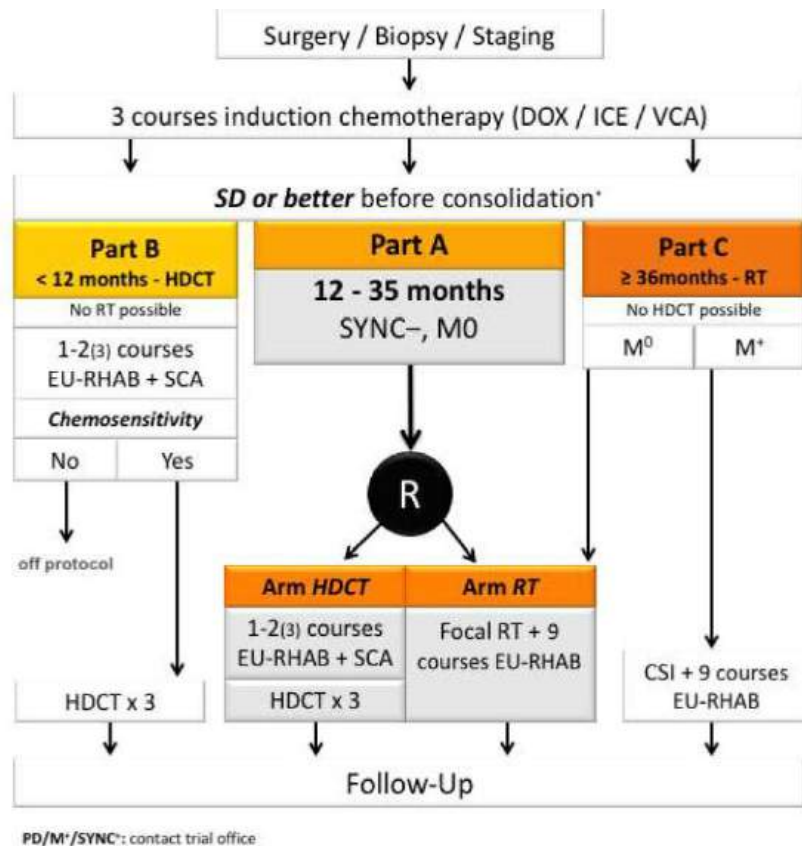 Surgery / Biopsy / Staging
3 courses induction chemotherapy (DOX / ICE / VCA)
SD or better before consolidation⁺
Part B
< 12 months - HDCT
No RT possible
1-2(3) courses
EU-RHAB + SCA
Chemosensitivity
No
Yes
off protocol
HDCT x 3
Part A
12 - 35 months
SYNC–, M0
R
Arm HDCT
1-2(3) courses
EU-RHAB + SCA
HDCT x 3
Arm RT
Focal RT + 9
courses EU-RHAB
Part C
≥ 36months - RT
No HDCT possible
M⁰
M⁺
CSI + 9 courses
EU-RHAB
Follow-Up
PD/M⁺/SYNC⁺: contact trial office